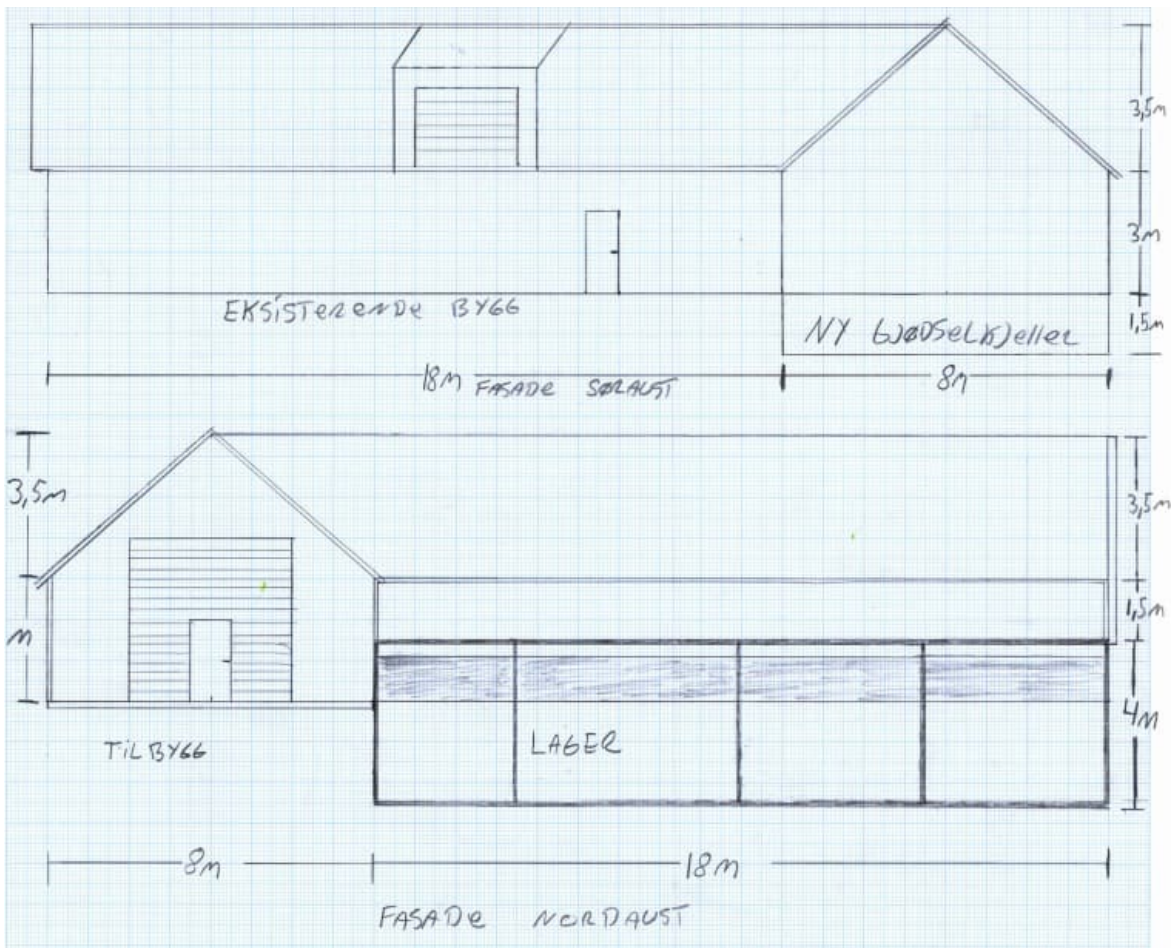 3,5m
3m
EKSISTERENDE BYGG
NY GJØDSELKJELLER
1,5m
18m
FASADE SØRAUST
8m
3,5m
3,5m
1,5m
m
LAGER
4m
TILBYGG
8m
18m
FASADE NORDAUST